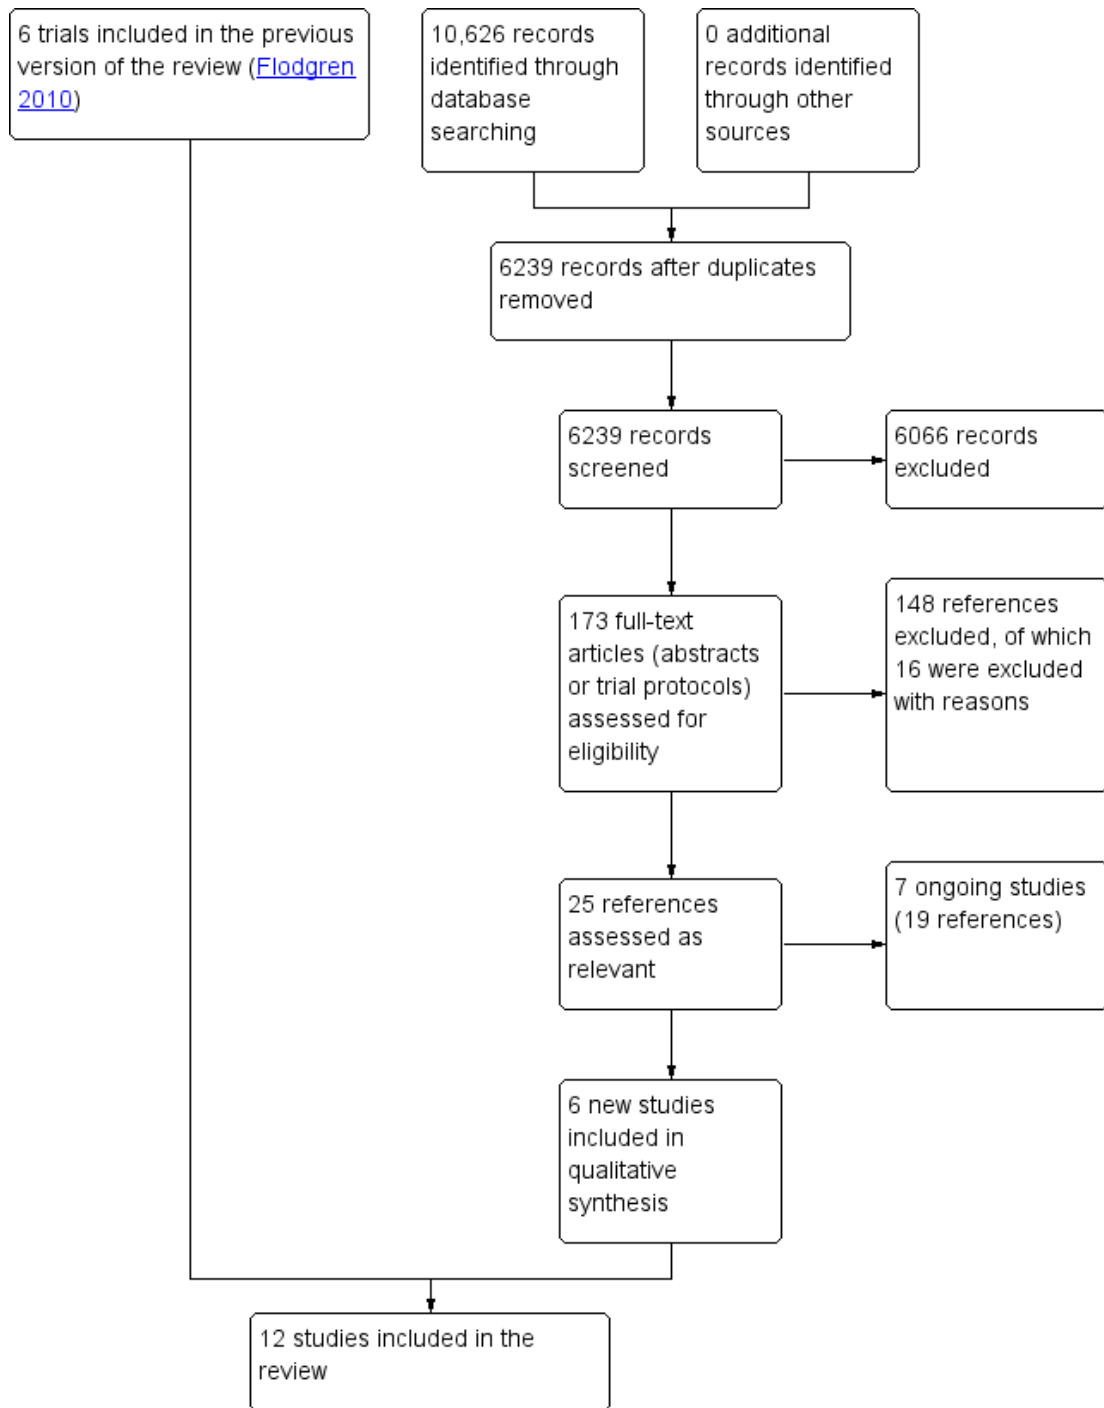 6 trials included in the previous
version of the review (Flodgren
2010)
10,626 records
identified through
database
searching
0 additional
records identified
through other
sources
6239 records after duplicates
removed
6239 records
screened
6066 records
excluded
173 full-text
articles (abstracts
or trial protocols)
assessed for
eligibility
148 references
excluded, of which
16 were excluded
with reasons
25 references
assessed as
relevant
7 ongoing studies
(19 references)
6 new studies
included in
qualitative
synthesis
12 studies included in the
review